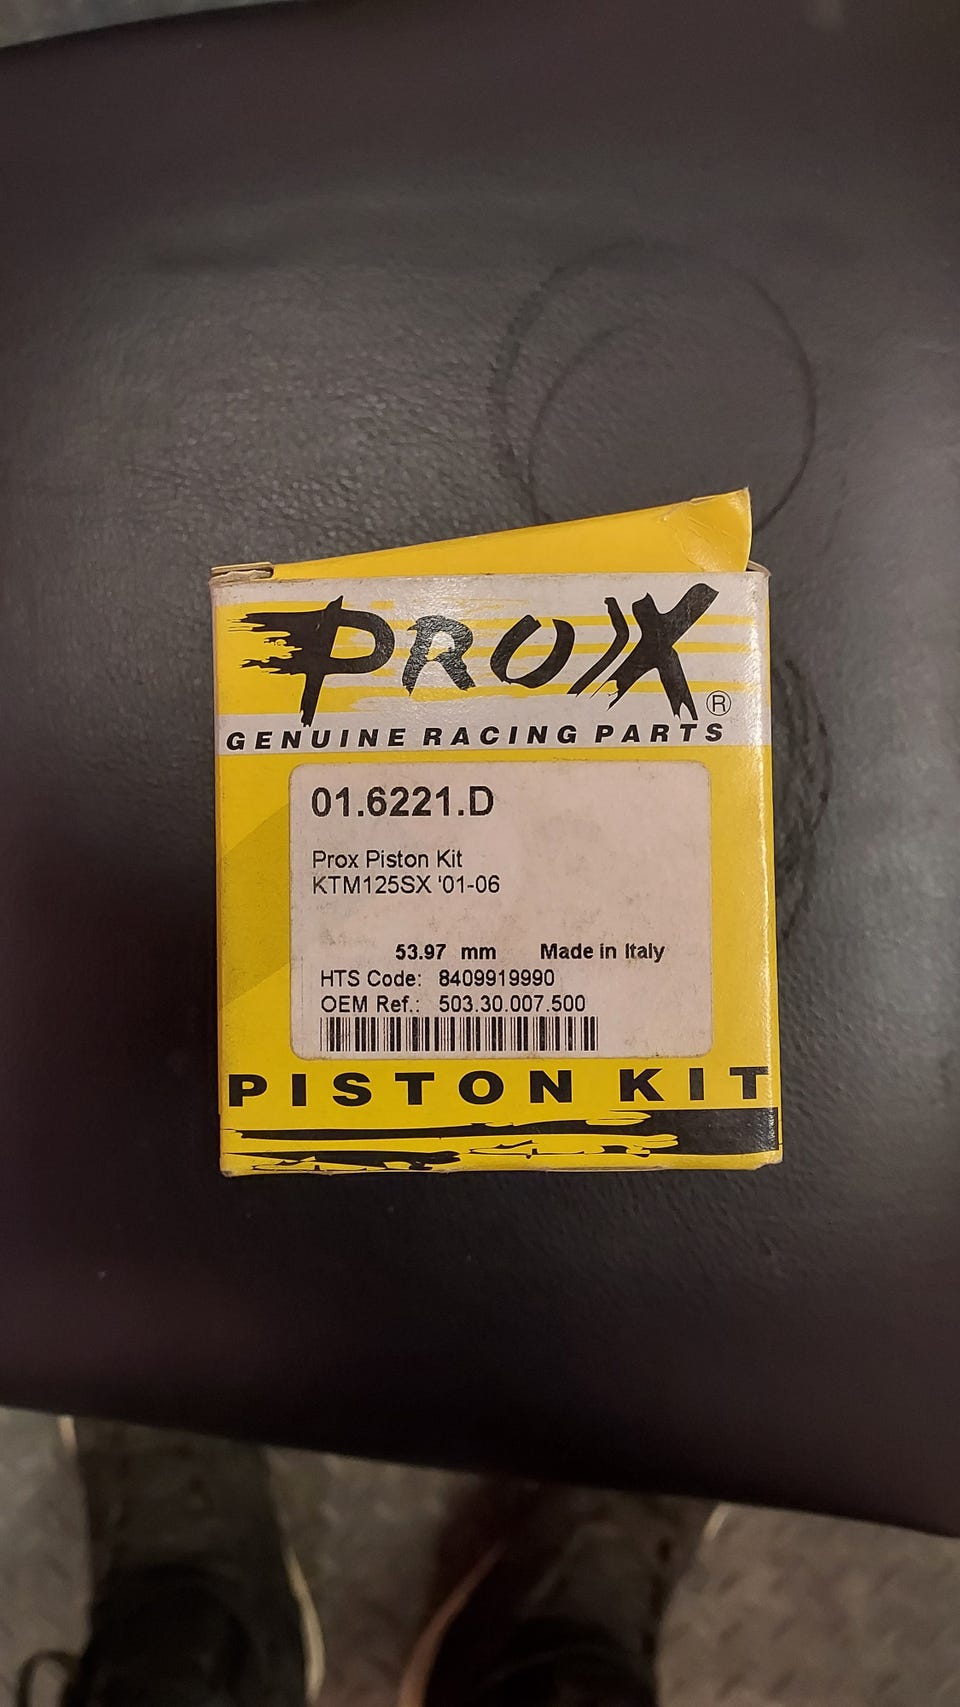 PROX®
GENUINE RACING PARTS
01.6221.D
Prox Piston Kit
KTM125SX '01-06
53.97 mm Made in Italy
HTS Code: 8409919990
OEM Ref.: 503.30.007.500
PISTON KIT